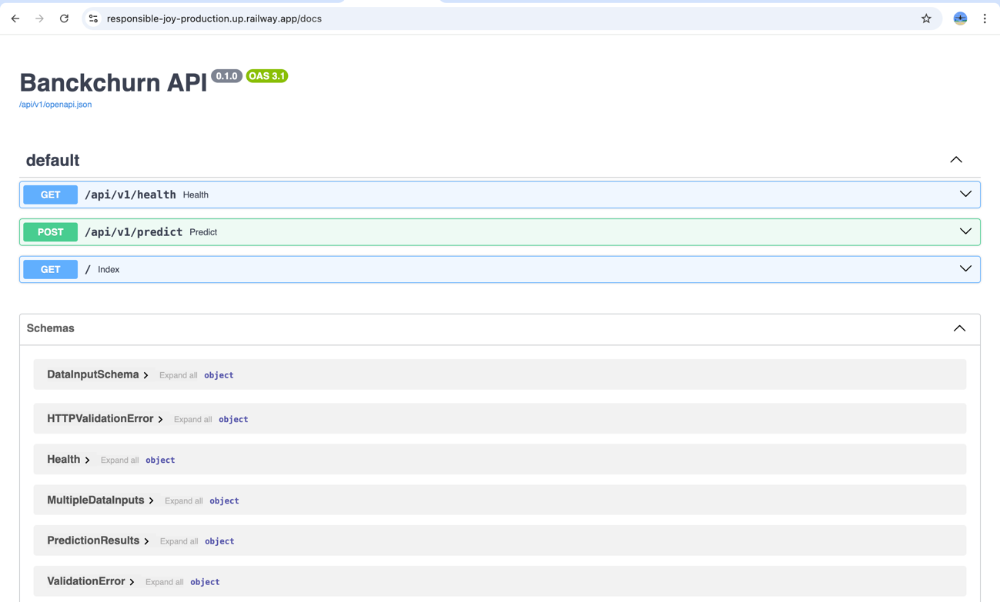 responsible-joy-production.up.railway.app/docs
Banckchurn API 0.1.0 OAS 3.1
/api/v1/openapi.json
default
GET /api/v1/health Health
POST /api/v1/predict Predict
GET / Index
Schemas
DataInputSchema Expand all object
HTTPValidationError Expand all object
Health Expand all object
MultipleDataInputs Expand all object
PredictionResults Expand all object
ValidationError Expand all object